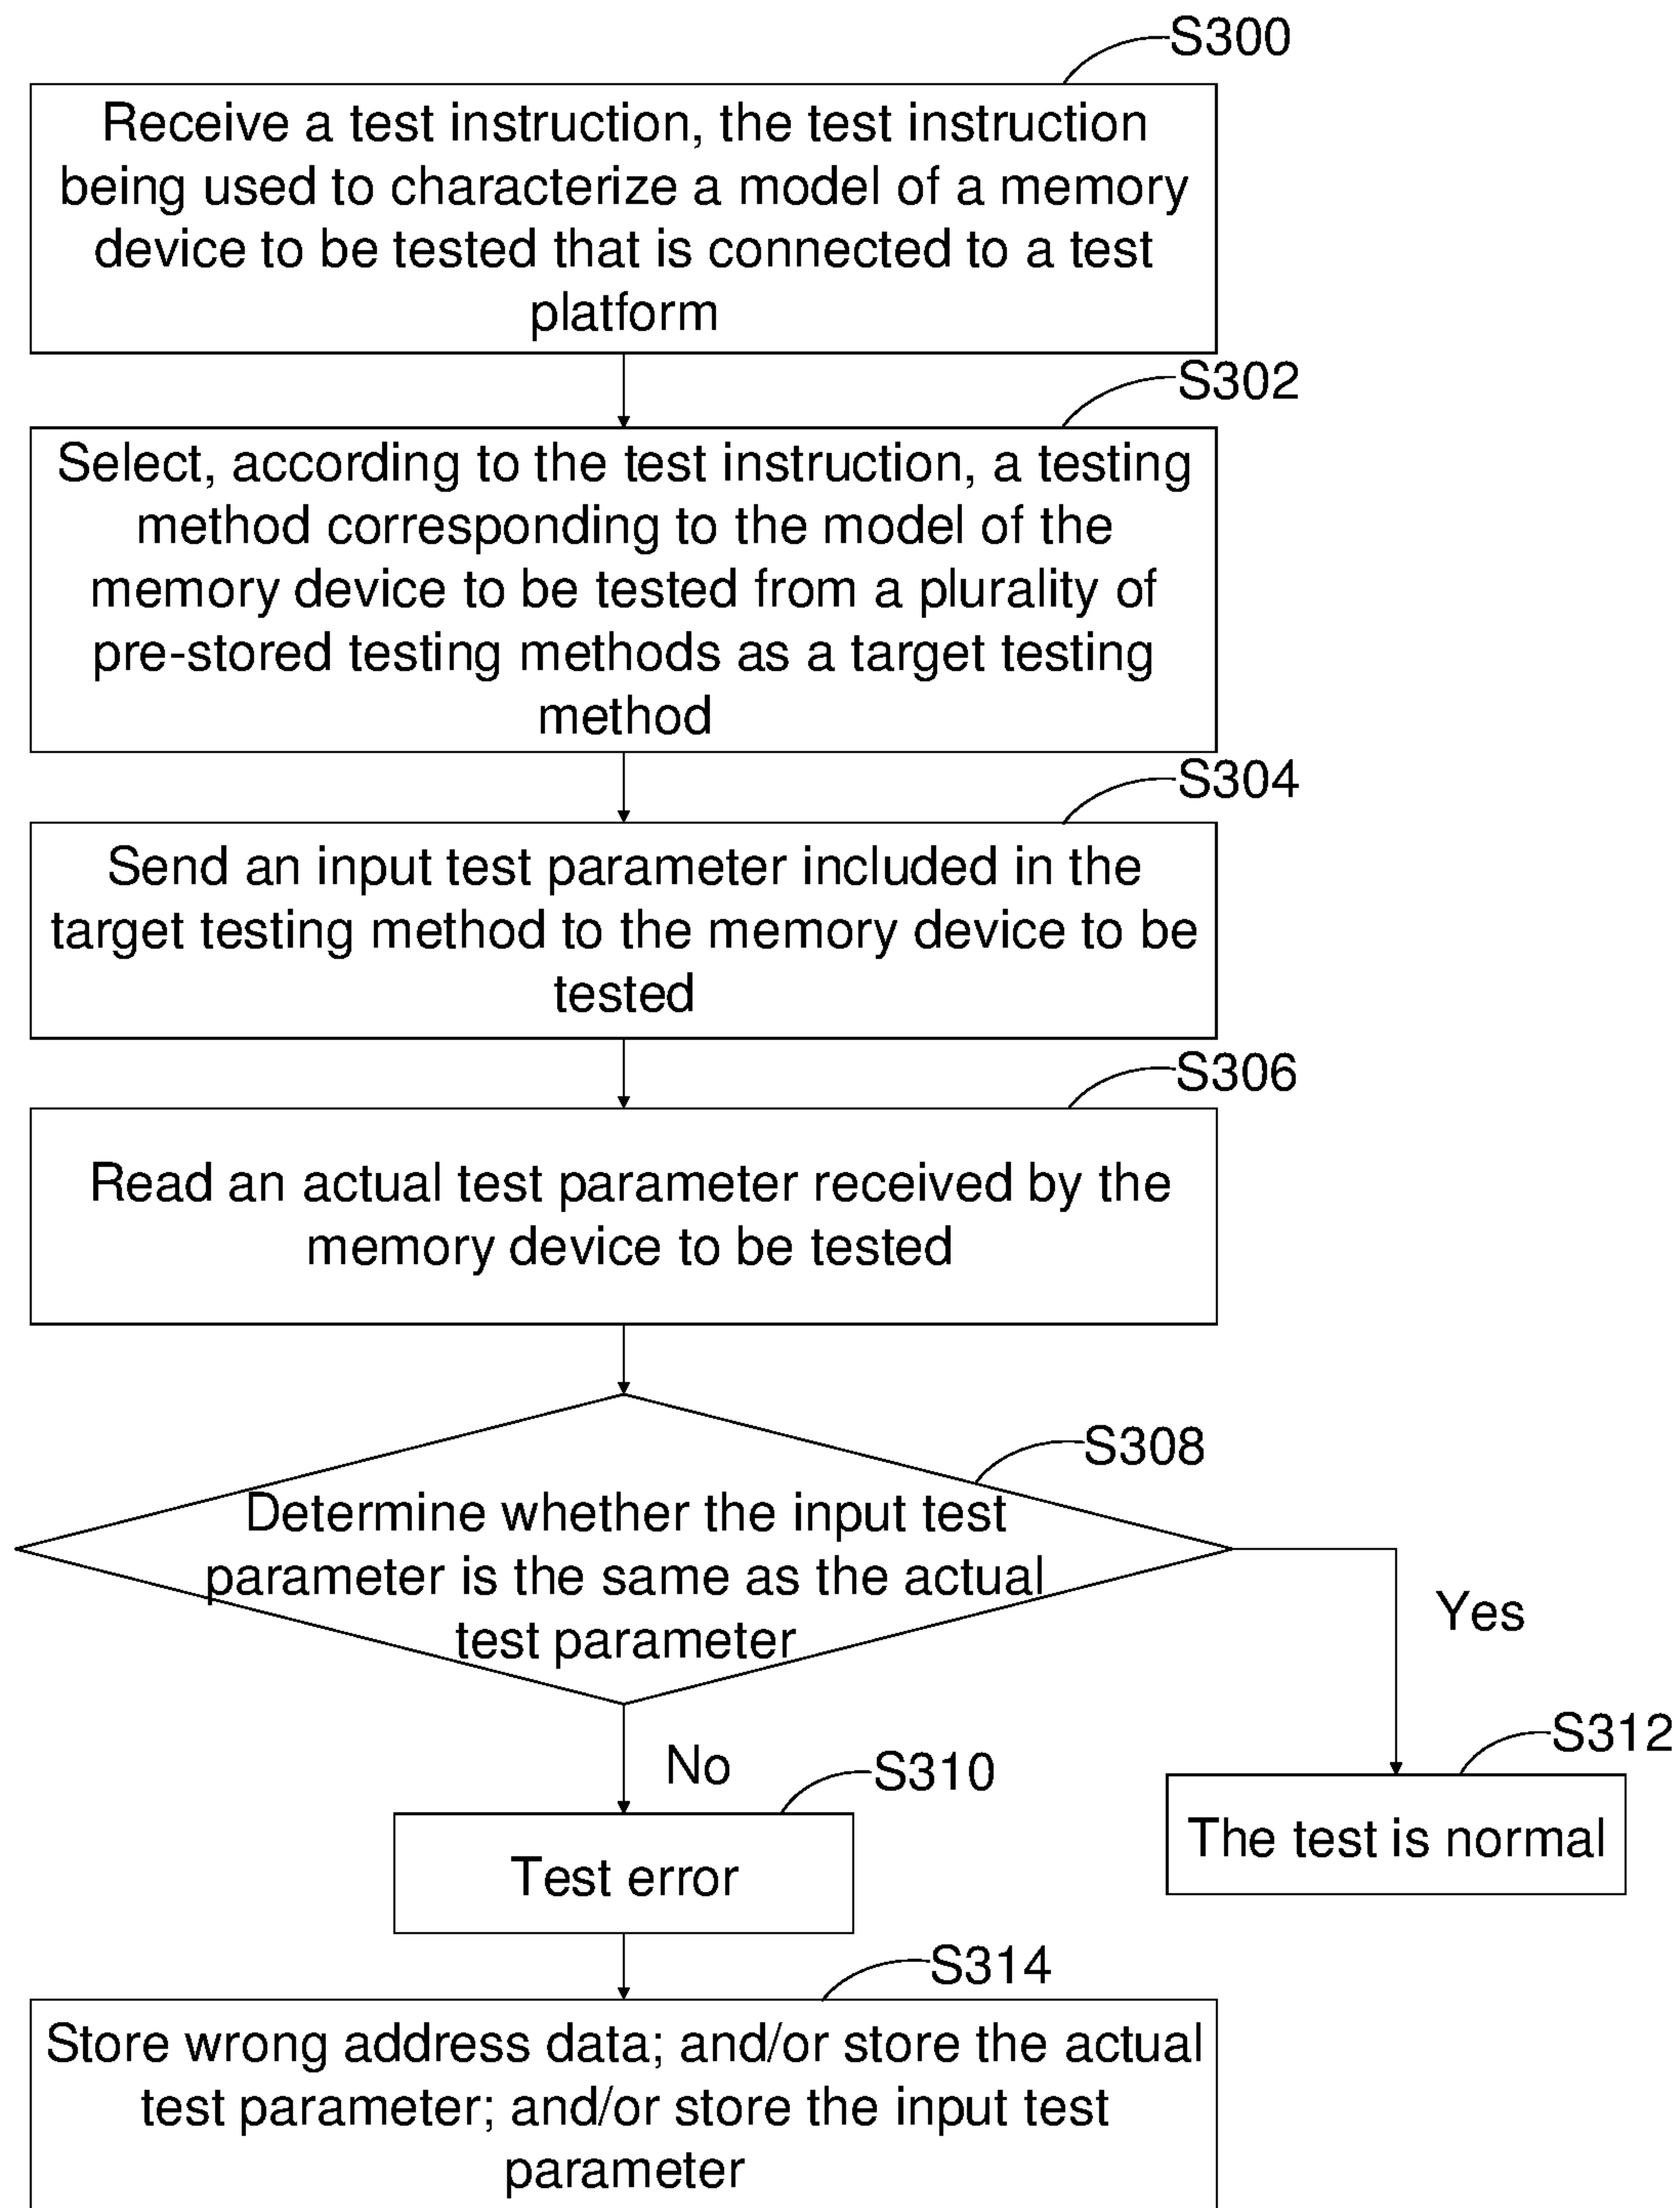 S300
Receive a test instruction, the test instruction
being used to characterize a model of a memory
device to be tested that is connected to a test
platform
S302
Select, according to the test instruction, a testing
method corresponding to the model of the
memory device to be tested from a plurality of
pre-stored testing methods as a target testing
method
S304
Send an input test parameter included in the
target testing method to the memory device to be
tested
S306
Read an actual test parameter received by the
memory device to be tested
S308
Determine whether the input test
parameter is the same as the actual
test parameter
Yes
No
S310
Test error
S312
The test is normal
S314
Store wrong address data; and/or store the actual
test parameter; and/or store the input test
parameter